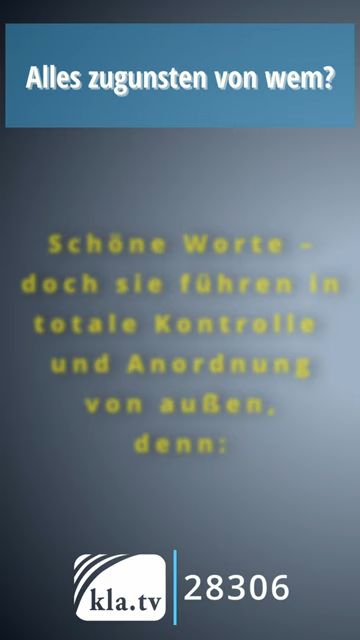 Alles zugunsten von wem?
Schöne Worte –
doch sie führen in
totale Kontrolle
und Anordnung
von außen,
denn:
kla.tv
28306